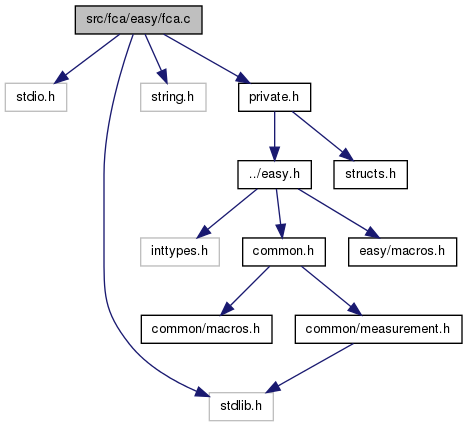 src/fca/easy/fca.c
stdio.h
string.h
private.h
../easy.h
structs.h
inttypes.h
common.h
easy/macros.h
common/macros.h
common/measurement.h
stdlib.h